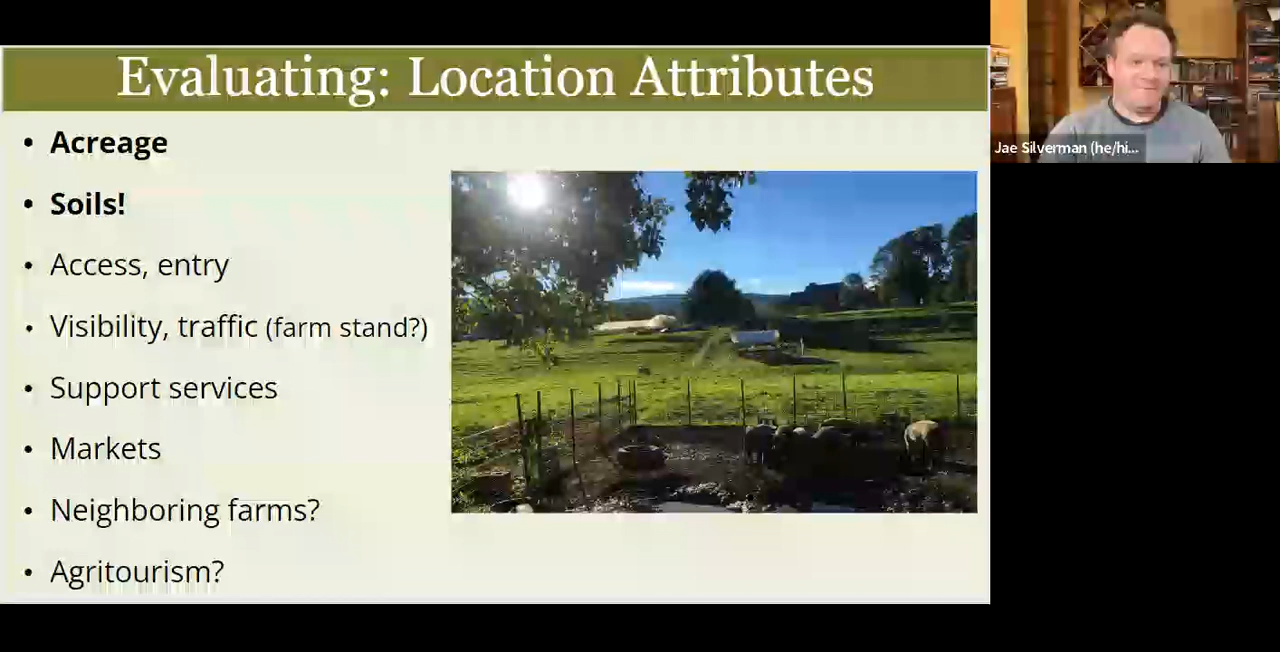 Evaluating: Location Attributes
• Acreage
• Soils!
• Access, entry
• Visibility, traffic (farm stand?)
• Support services
• Markets
• Neighboring farms?
• Agritourism?
Jae Silverman (he/hi...